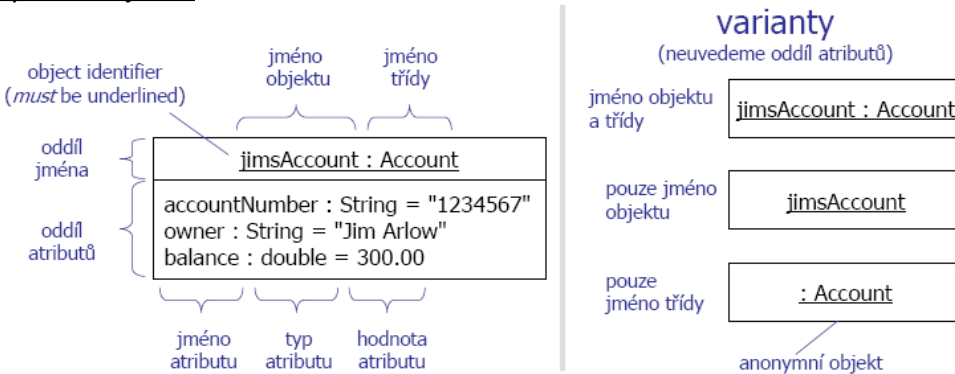 object identifier
(must be underlined)
jméno
objektu
jméno
třídy
oddíl
jména
jimsAccount : Account
oddíl
atributů
accountNumber : String = "1234567"
owner : String = "Jim Arlow"
balance : double = 300.00
jméno
atributu
typ
atributu
hodnota
atributu
varianty
(neuvedeme oddíl atributů)
jméno objektu
a třídy
jimsAccount : Account
pouze jméno
objektu
jimsAccount
pouze
jméno třídy
: Account
anonymní objekt